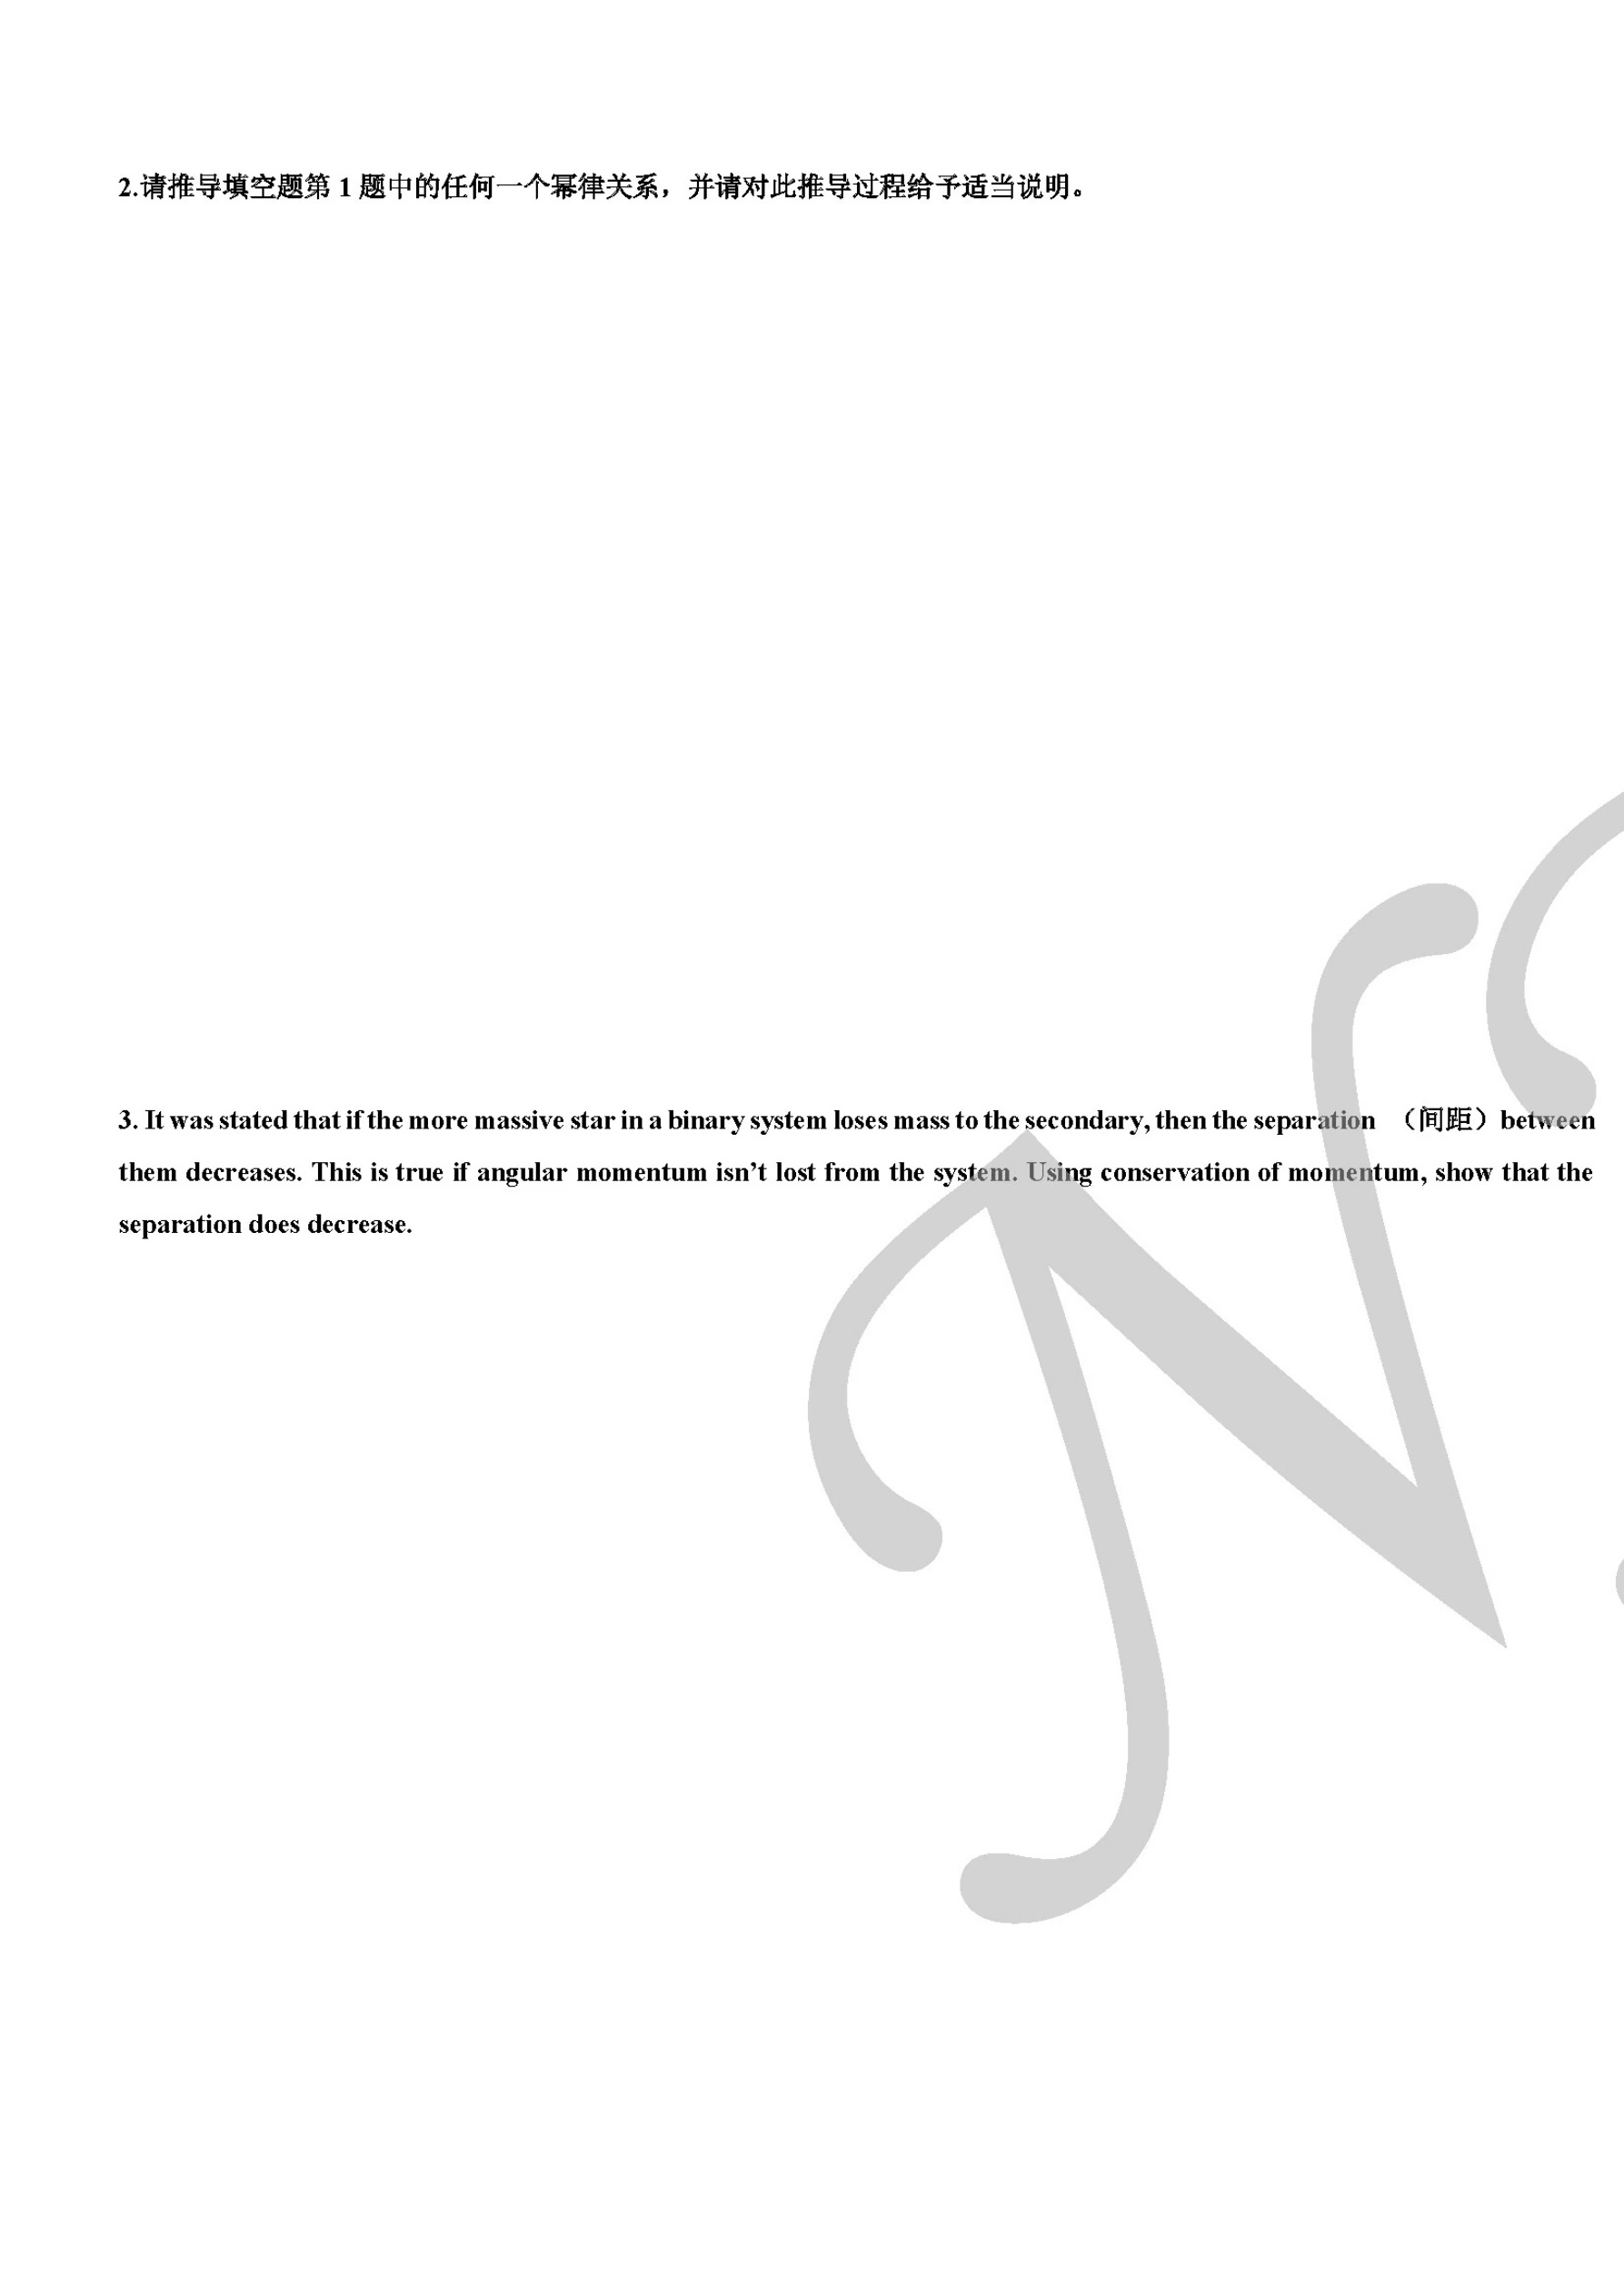 2.请推导填空题第 1 题中的任何一个幂律关系，并请对此推导过程给予适当说明。
3. It was stated that if the more massive star in a binary system loses mass to the secondary, then the separation （间距）between
them decreases. This is true if angular momentum isn’t lost from the system. Using conservation of momentum, show that the
separation does decrease.
N